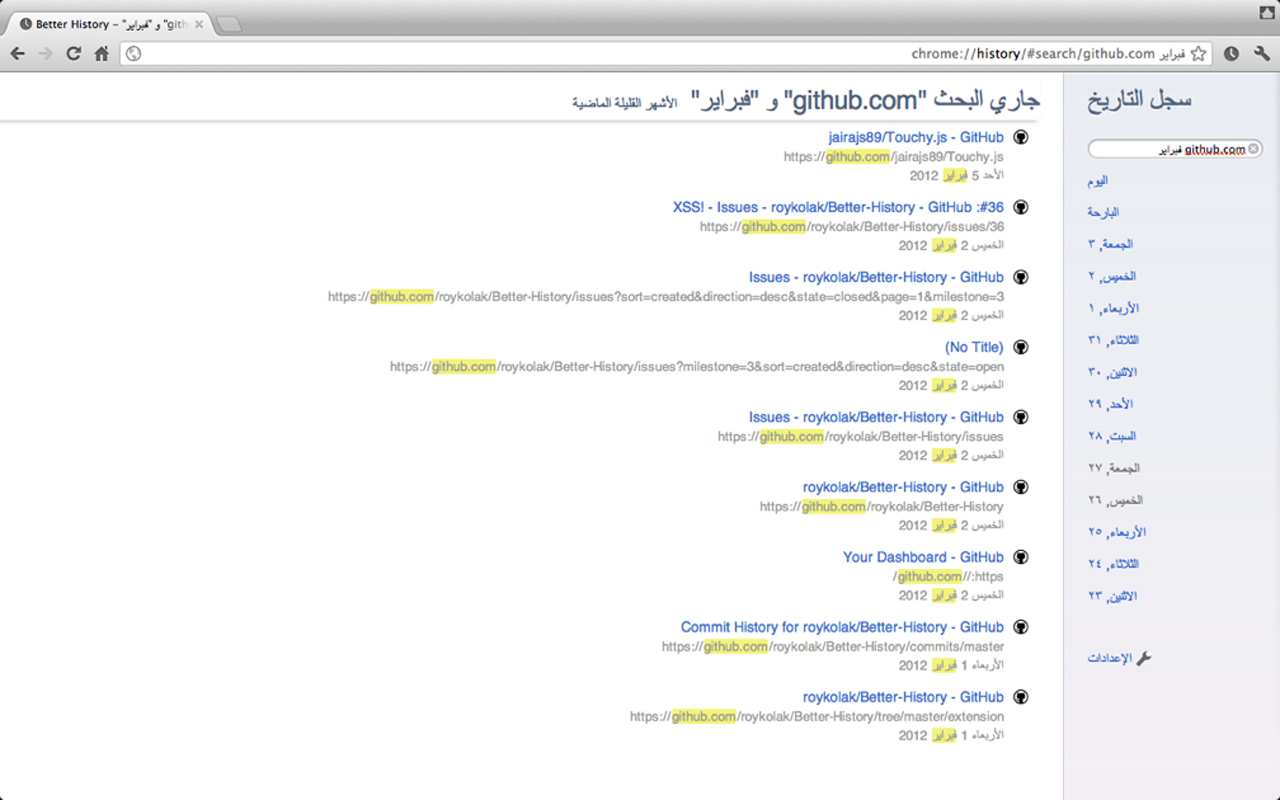 Better History – "فبراير" و "gith
chrome://history/#search/github.com فبراير
جاري البحث "github.com" و "فبراير" الأشهر القليلة الماضية
jairajs89/Touchy.js - GitHub
https://github.com/jairajs89/Touchy.js
الأحد 5 فبراير 2012
XSS! - Issues - roykolak/Better-History - GitHub :#36
https://github.com/roykolak/Better-History/issues/36
الخميس 2 فبراير 2012
Issues - roykolak/Better-History - GitHub
https://github.com/roykolak/Better-History/issues?sort=created&direction=desc&state=closed&page=1&milestone=3
الخميس 2 فبراير 2012
(No Title)
https://github.com/roykolak/Better-History/issues?milestone=3&sort=created&direction=desc&state=open
الخميس 2 فبراير 2012
Issues - roykolak/Better-History - GitHub
https://github.com/roykolak/Better-History/issues
الخميس 2 فبراير 2012
roykolak/Better-History - GitHub
https://github.com/roykolak/Better-History
الخميس 2 فبراير 2012
Your Dashboard - GitHub
/github.com//:https
الخميس 2 فبراير 2012
Commit History for roykolak/Better-History - GitHub
https://github.com/roykolak/Better-History/commits/master
الأربعاء 1 فبراير 2012
roykolak/Better-History - GitHub
https://github.com/roykolak/Better-History/tree/master/extension
الأربعاء 1 فبراير 2012
سجل التاريخ
github.com فبراير
اليوم
البارحة
الجمعة, ٣
الخميس, ٢
الأربعاء, ١
الثلاثاء, ٣١
الاثنين, ٣٠
الأحد, ٢٩
السبت, ٢٨
الجمعة, ٢٧
الخميس, ٢٦
الأربعاء, ٢٥
الثلاثاء, ٢٤
الاثنين, ٢٣
الإعدادات